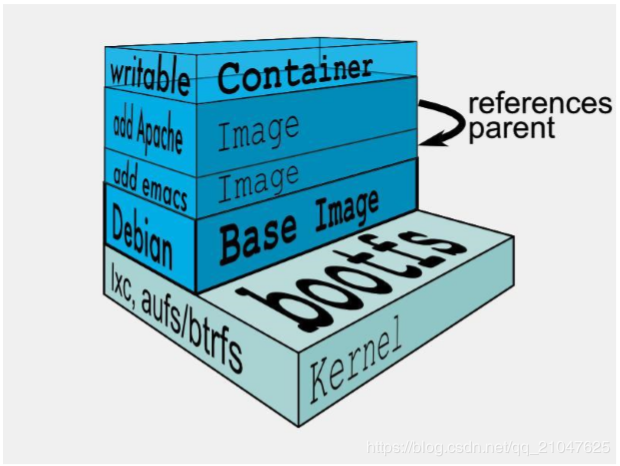 writable Container
add Apache Image
references
parent
add emacs Image
Debian Base Image
bootfs
lxc, aufs/btrfs
Kernel
https://blog.csdn.net/qq_21047625